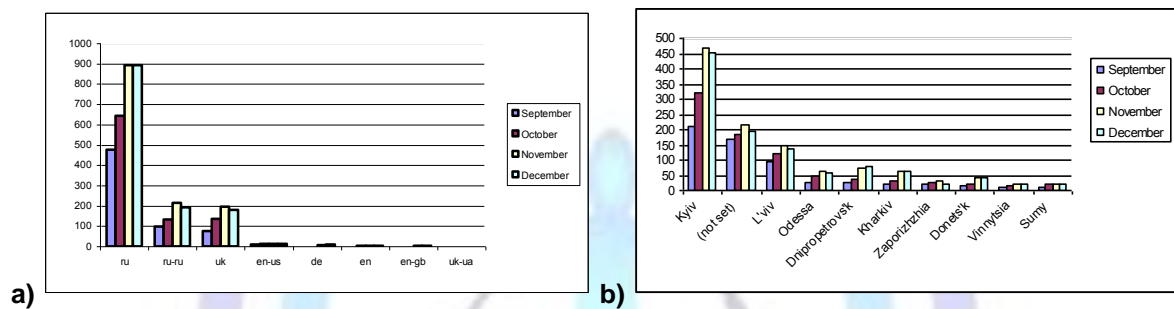 1000
900
800
700
600
500
400
300
200
100
0
ru ru-ru uk en-us de en en-gb uk-ua
September
October
November
December
a)
500
450
400
350
300
250
200
150
100
50
0
Kyiv
(not set)
L'viv
Odessa
Dnipropetrovs'k
Kharkiv
Zaporizhzhia
Donets'k
Vinnytsia
Sumy
September
October
November
December
b)